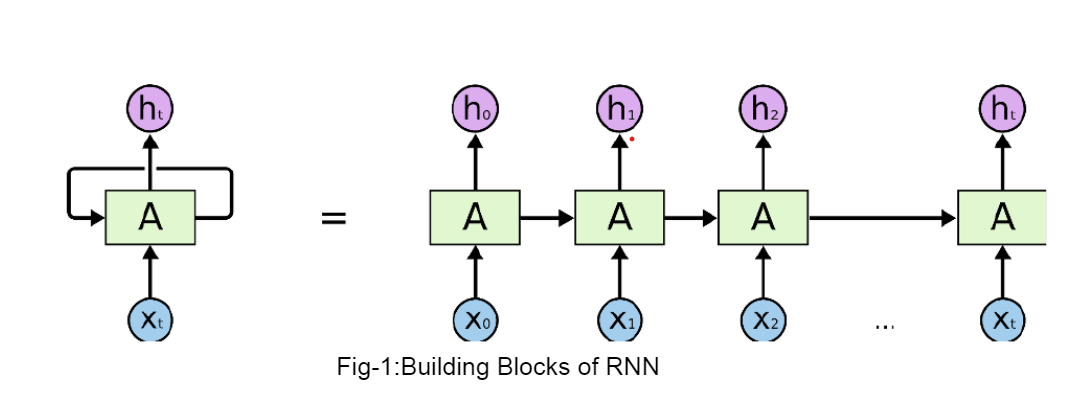 hₜ h₀ h₁ h₂ hₜ
A = A A A A
xₜ x₀ x₁ x₂ ... xₜ
Fig-1:Building Blocks of RNN